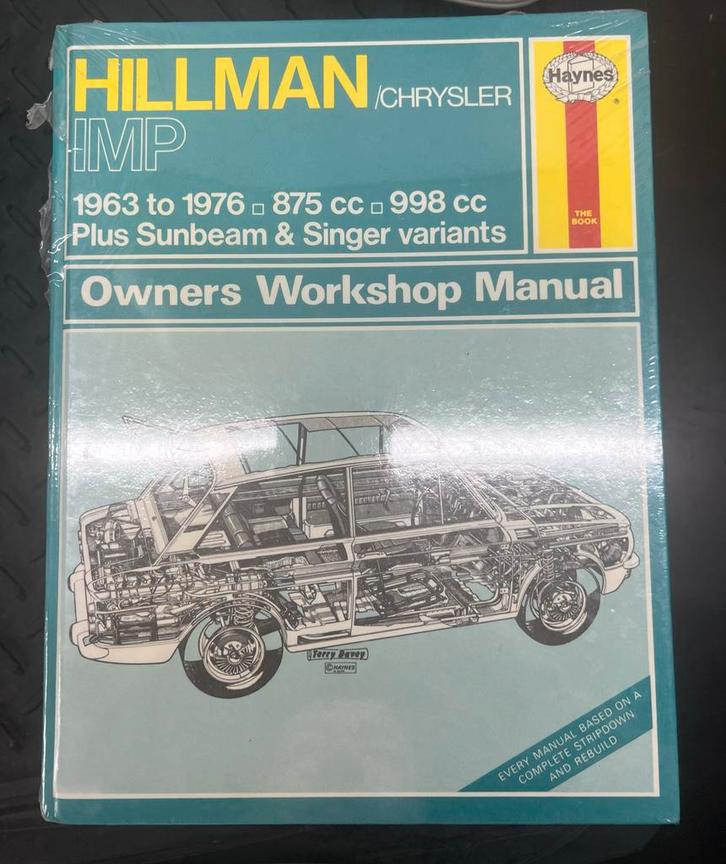 HILLMAN/CHRYSLER
IMP
1963 to 1976 □ 875 cc □ 998 cc
Plus Sunbeam & Singer variants
Haynes
®
THE
BOOK
Owners Workshop Manual
Terry Davey
© HAYNES
EVERY MANUAL BASED ON A
COMPLETE STRIPDOWN
AND REBUILD